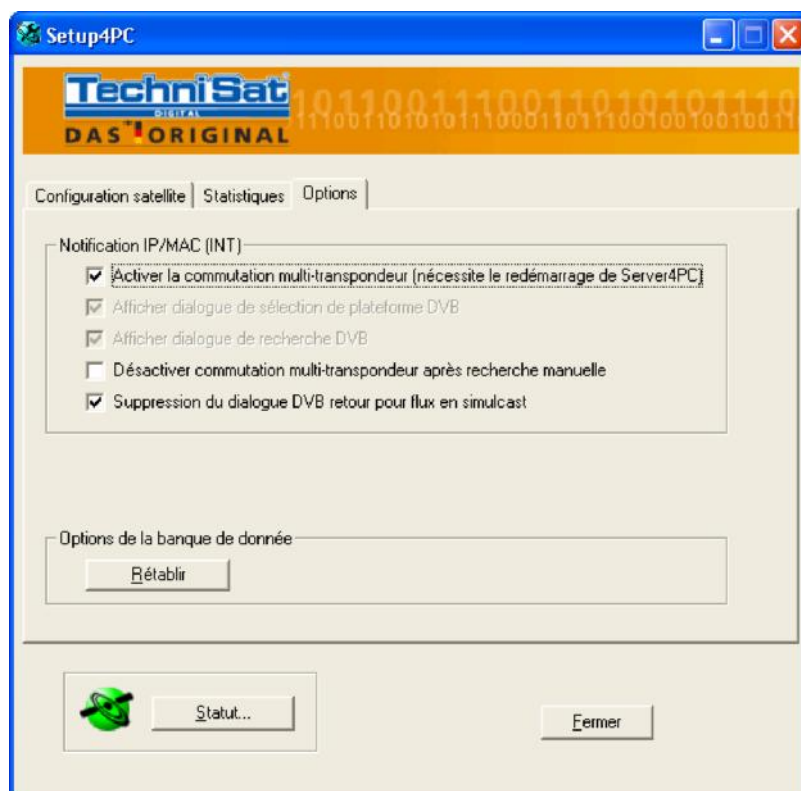 Setup4PC
TechniSat
DIGITAL
DAS ORIGINAL
Configuration satellite
Statistiques
Options
Notification IP/MAC (INT)
Activer la commutation multi-transpondeur (nécessite le redémarrage de Server4PC)
Afficher dialogue de sélection de plateforme DVB
Afficher dialogue de recherche DVB
Désactiver commutation multi-transpondeur après recherche manuelle
Suppression du dialogue DVB retour pour flux en simulcast
Options de la banque de donnée
Rétablir
Statut...
Fermer